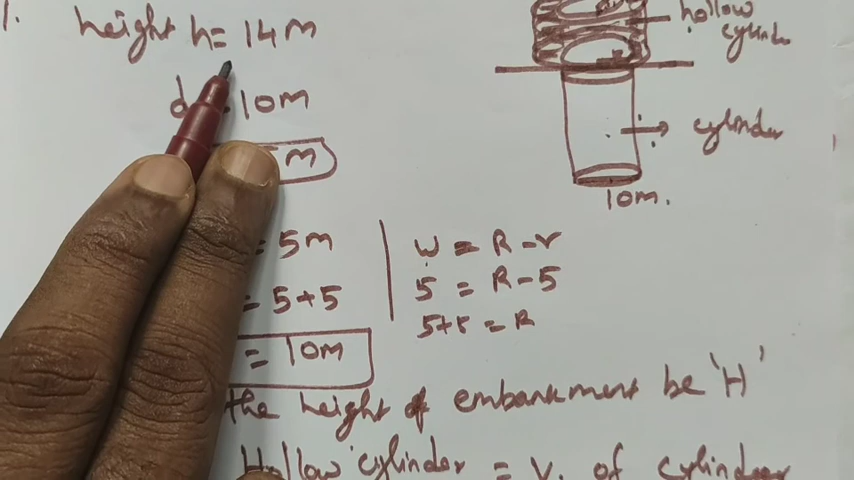 1. height h = 14 m
d 10m
m
= 5m
= 5+5
= 10m
hollow
cylinder
cylinder
10m.
w = R - r
5 = R - 5
5+5 = R
the height of embankment be 'H'
Hollow cylinder = V. of cylinder